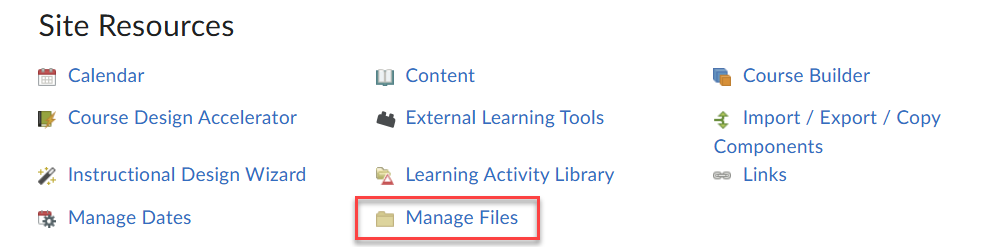 Site Resources
Calendar
Content
Course Builder
Course Design Accelerator
External Learning Tools
Import / Export / Copy
Components
Instructional Design Wizard
Learning Activity Library
Links
Manage Dates
Manage Files